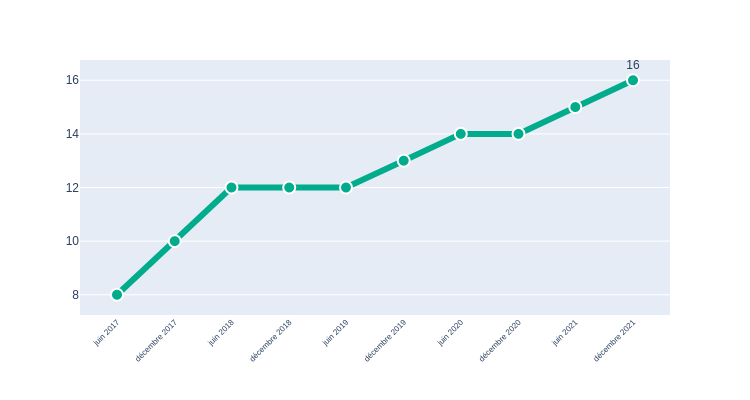 16
16
14
12
10
8
juin 2017
décembre 2017
juin 2018
décembre 2018
juin 2019
décembre 2019
juin 2020
décembre 2020
juin 2021
décembre 2021